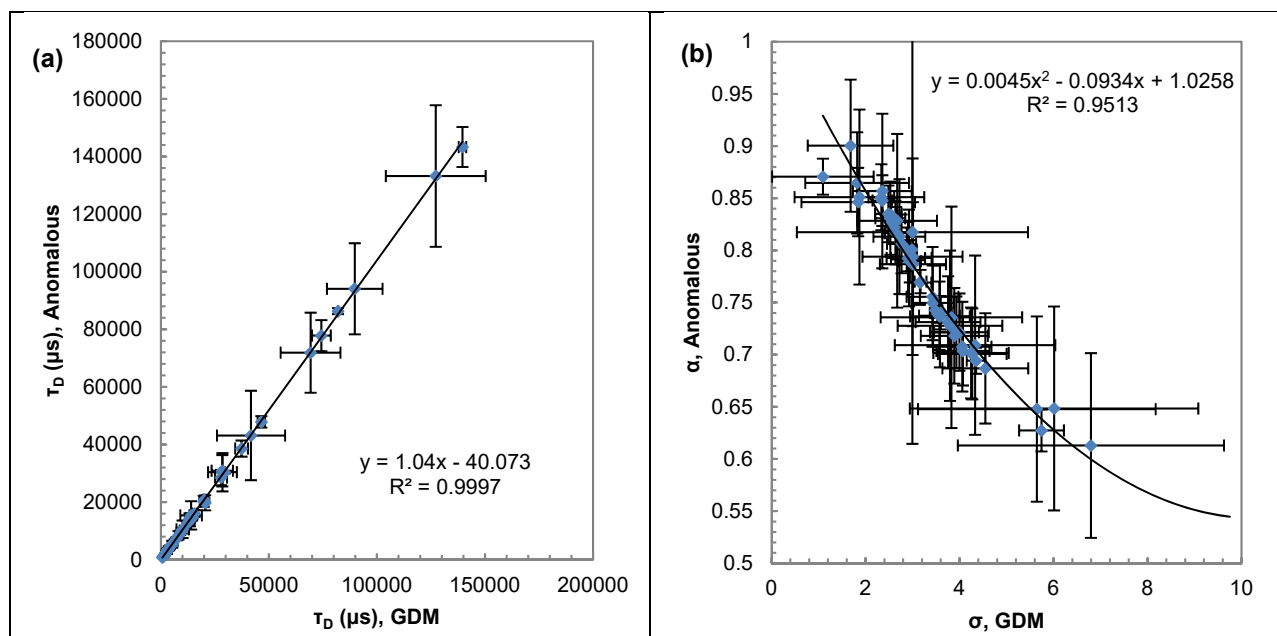 (a)
180000
160000
140000
120000
100000
80000
60000
40000
20000
0
τD (µs), Anomalous
y = 1.04x - 40.073
R² = 0.9997
0 50000 100000 150000 200000
τD (µs), GDM
(b)
1
0.95
0.9
0.85
0.8
0.75
0.7
0.65
0.6
0.55
0.5
α, Anomalous
y = 0.0045x² - 0.0934x + 1.0258
R² = 0.9513
0 2 4 6 8 10
σ, GDM